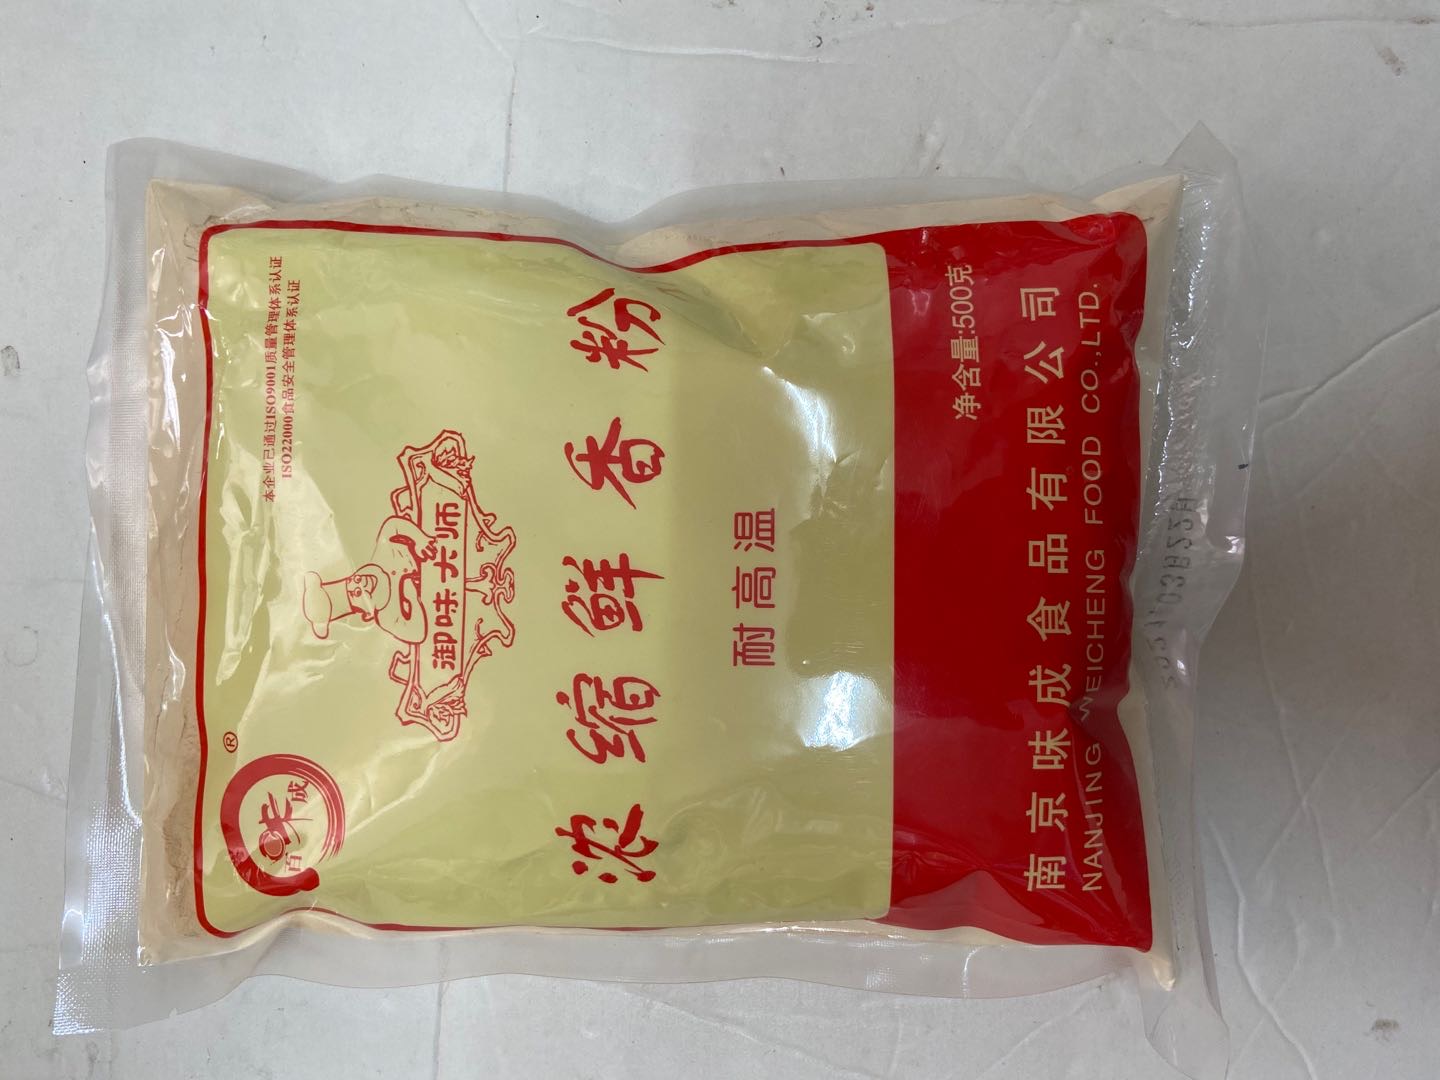 百味成
®
本企业已通过ISO9001质量管理体系认证
ISO22000食品安全管理体系认证
御味大师
浓缩鲜香粉
耐高温
净含量:500克
南京味成食品有限公司
NANJING WEICHENG FOOD CO.,LTD.